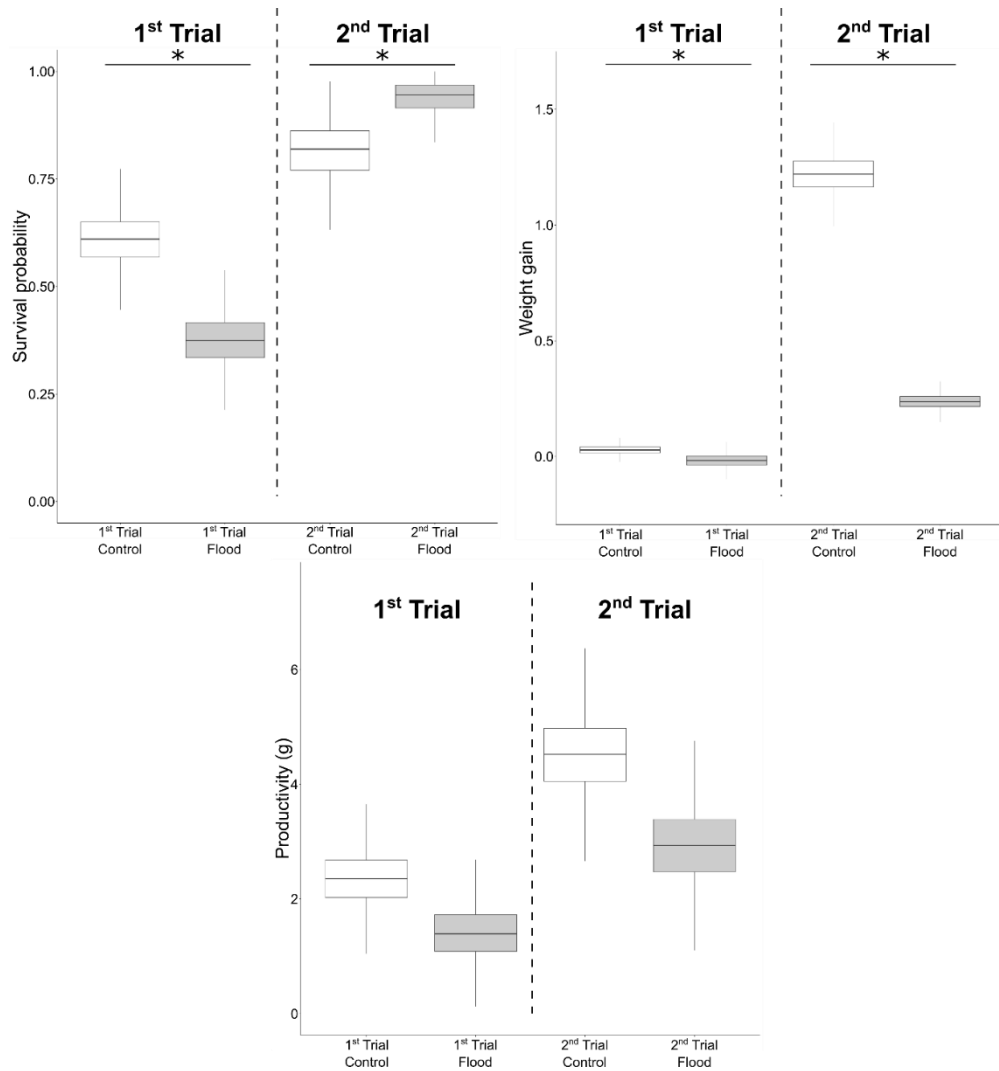 1st Trial
2nd Trial
*
*
Survival probability
1.00
0.75
0.50
0.25
0.00
1st Trial
Control
1st Trial
Flood
2nd Trial
Control
2nd Trial
Flood
1st Trial
2nd Trial
*
*
Weight gain
1.5
1.0
0.5
0.0
1st Trial
Control
1st Trial
Flood
2nd Trial
Control
2nd Trial
Flood
1st Trial
2nd Trial
Productivity (g)
6
4
2
0
1st Trial
Control
1st Trial
Flood
2nd Trial
Control
2nd Trial
Flood